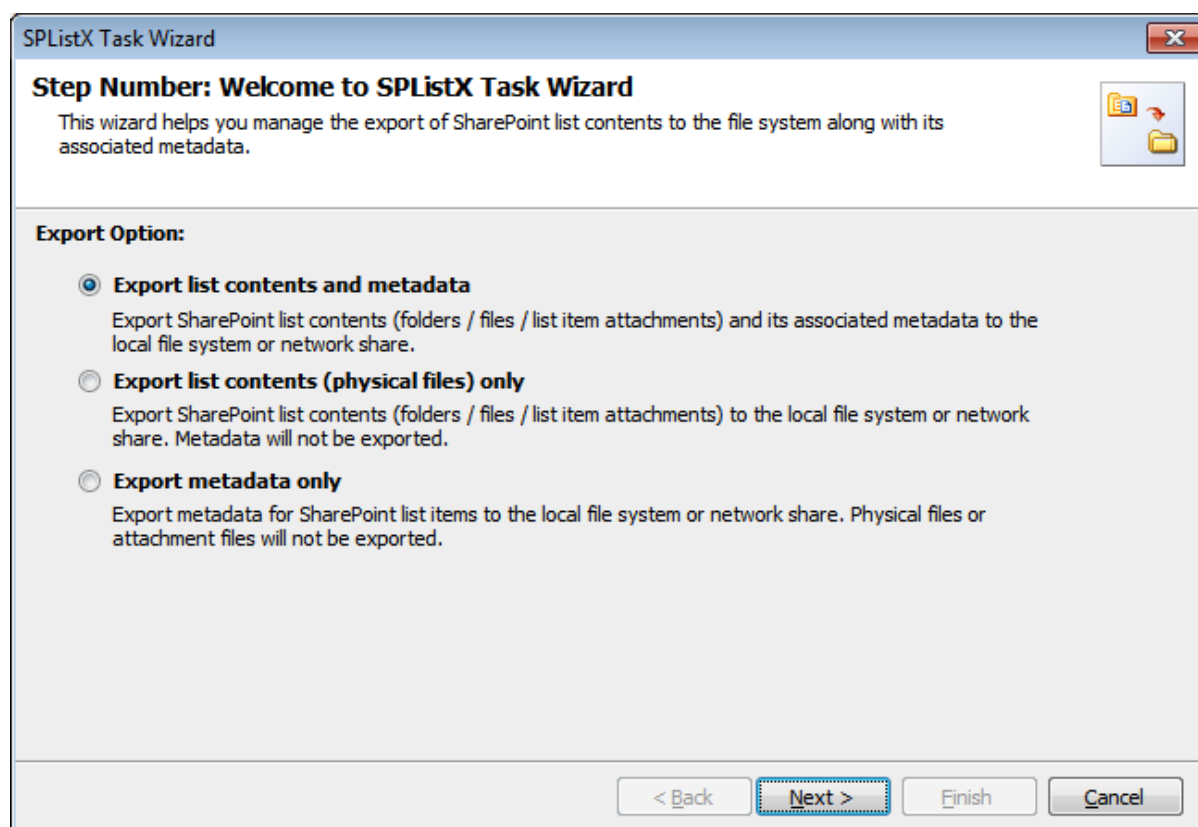 SPListX Task Wizard
Step Number: Welcome to SPListX Task Wizard
This wizard helps you manage the export of SharePoint list contents to the file system along with its
associated metadata.
Export Option:
Export list contents and metadata
Export SharePoint list contents (folders / files / list item attachments) and its associated metadata to the
local file system or network share.
Export list contents (physical files) only
Export SharePoint list contents (folders / files / list item attachments) to the local file system or network
share. Metadata will not be exported.
Export metadata only
Export metadata for SharePoint list items to the local file system or network share. Physical files or
attachment files will not be exported.
< Back Next > Finish Cancel